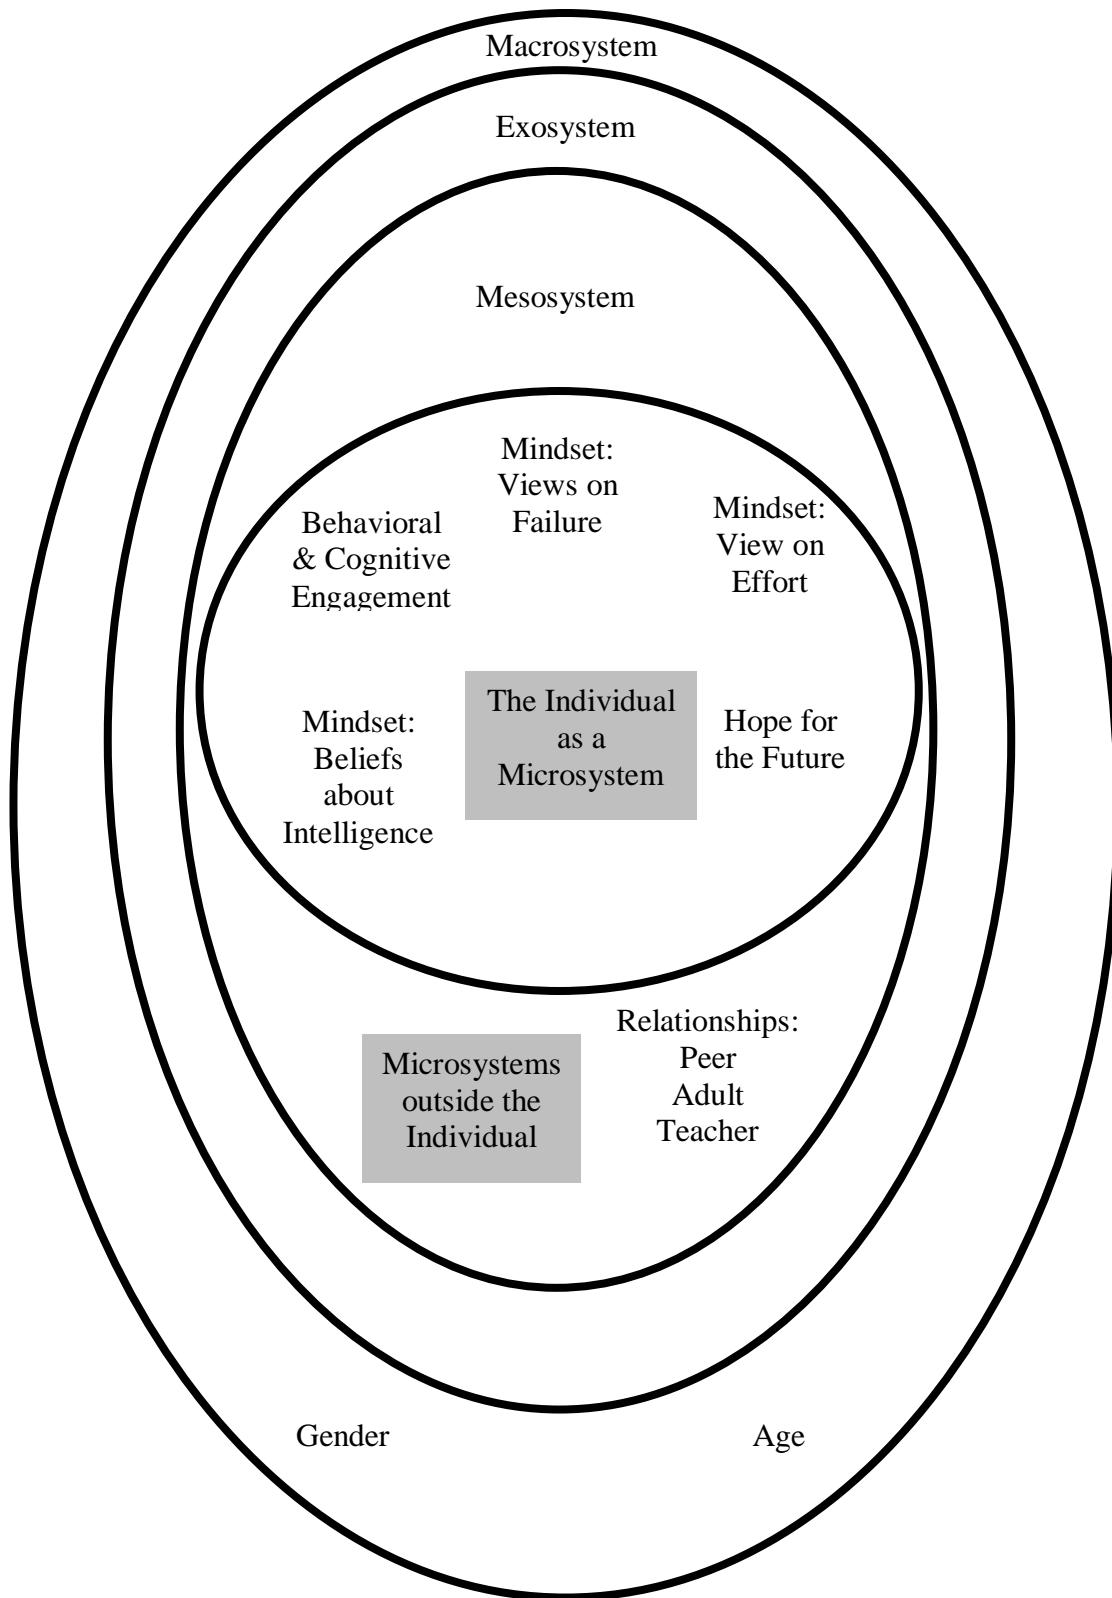 Macrosystem
Exosystem
Mesosystem
Mindset:
Views on
Failure
Mindset:
View on
Effort
Behavioral
& Cognitive
Engagement
The Individual
as a
Microsystem
Hope for
the Future
Mindset:
Beliefs
about
Intelligence
Relationships:
Peer
Adult
Teacher
Microsystems
outside the
Individual
Gender
Age